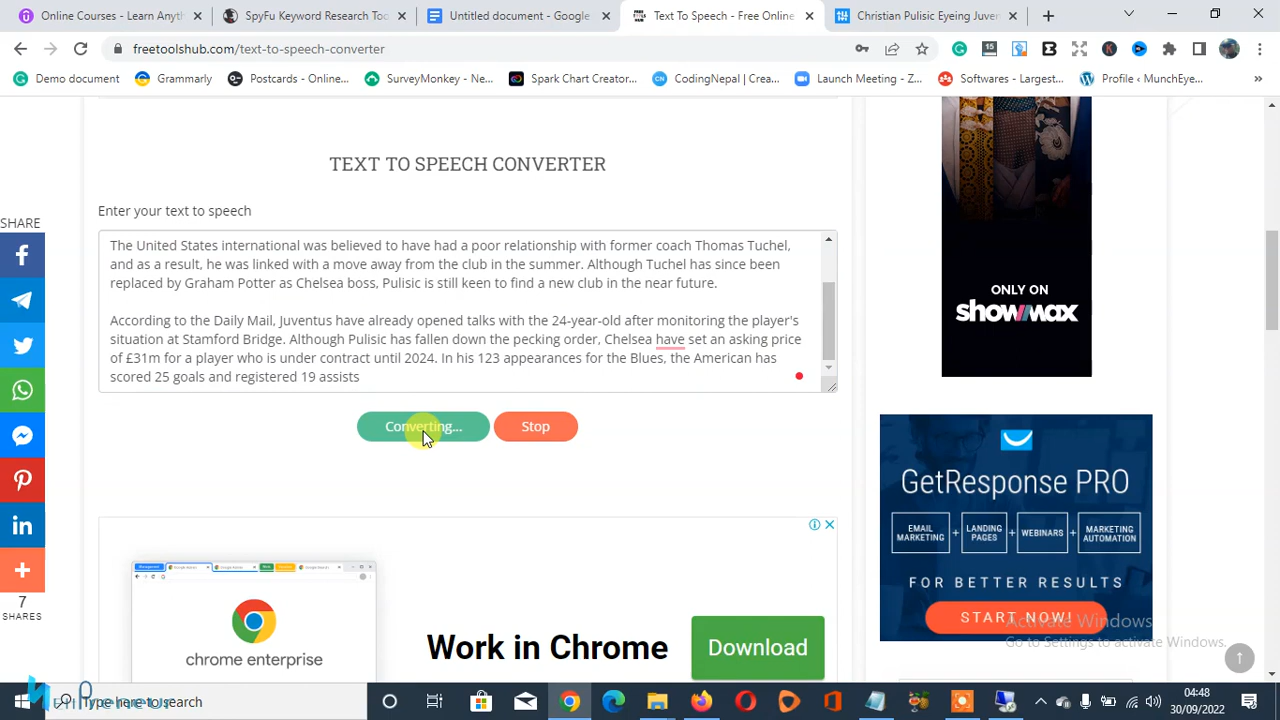 Online Courses - Learn Any
SpyFu Keyword Research Too
Untitled document - Google
Text To Speech - Free Onlin
Christian Pulisic Eyeing Juven
freetoolshub.com/text-to-speech-converter
15
Demo document
Grammarly
Postcards - Online...
SurveyMonkey - Ne...
Spark Chart Creator...
CodingNepal | Crea...
Launch Meeting - Z...
Softwares - Largest...
Profile ‹ MunchEye...
TEXT TO SPEECH CONVERTER
Enter your text to speech
SHARE
The United States international was believed to have had a poor relationship with former coach Thomas Tuchel,
and as a result, he was linked with a move away from the club in the summer. Although Tuchel has since been
replaced by Graham Potter as Chelsea boss, Pulisic is still keen to find a new club in the near future.
According to the Daily Mail, Juventus have already opened talks with the 24-year-old after monitoring the player's
situation at Stamford Bridge. Although Pulisic has fallen down the pecking order, Chelsea have set an asking price
of £31m for a player who is under contract until 2024. In his 123 appearances for the Blues, the American has
scored 25 goals and registered 19 assists
Converting...
Stop
7
SHARES
ONLY ON
showmax
GetResponse PRO
EMAIL MARKETING + LANDING PAGES + WEBINARS + MARKETING AUTOMATION
FOR BETTER RESULTS
START NOW!
chrome enterprise
Work in Chrome
Download
Activate Windows
Go to Settings to activate Windows.
Type here to search
04:48
30/09/2022